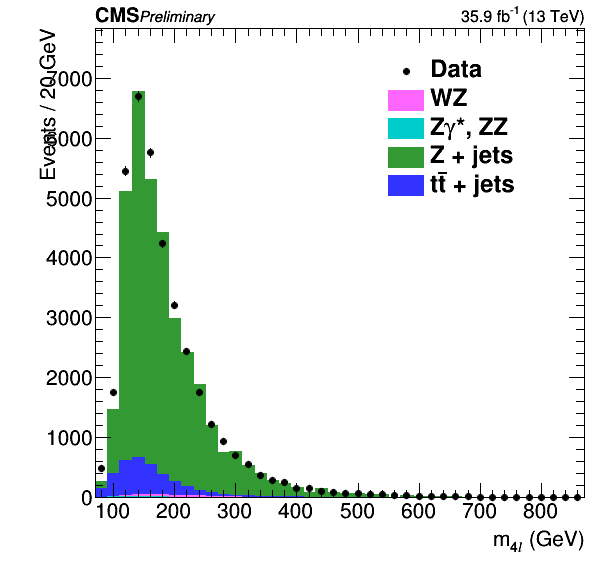 CMS Preliminary 35.9 fb⁻¹ (13 TeV)
Events / 20 GeV
7000
6000
5000
4000
3000
2000
1000
0
Data
WZ
Zγ*, ZZ
Z + jets
tt̄ + jets
100 200 300 400 500 600 700 800
m4l (GeV)